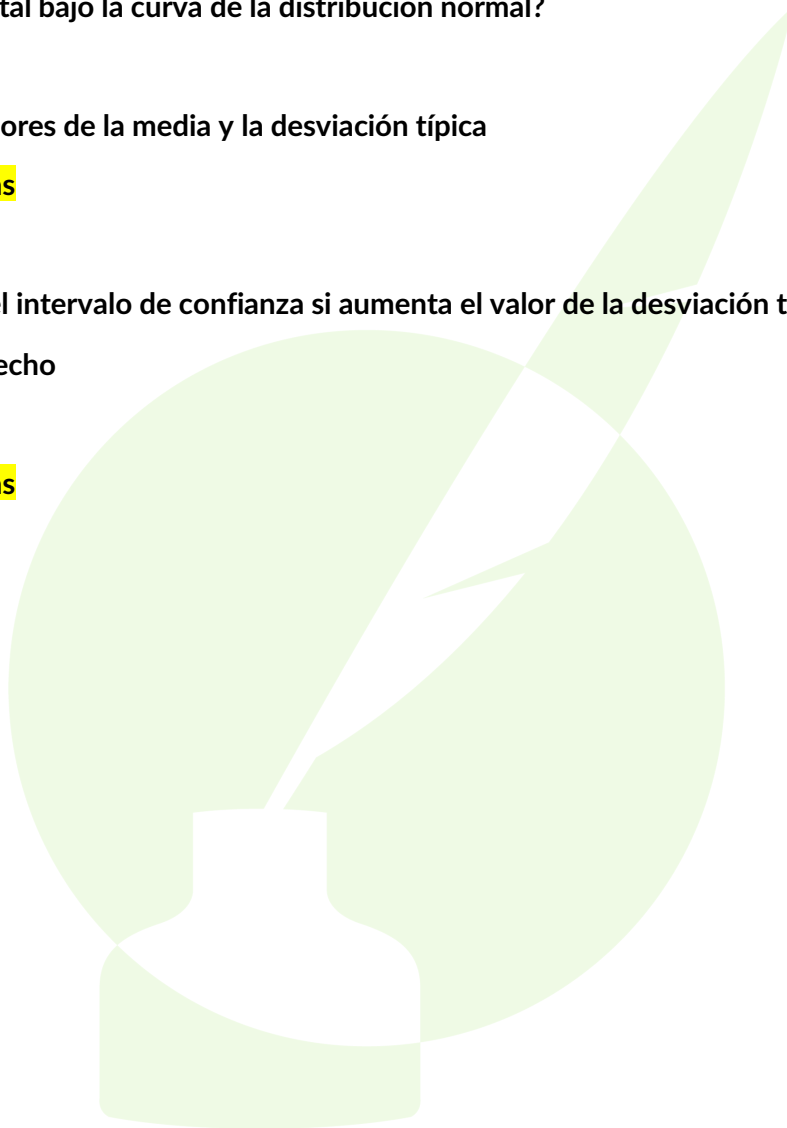 tal bajo la curva de la distribución normal?
ores de la media y la desviación típica
as
el intervalo de confianza si aumenta el valor de la desviación t
echo
as